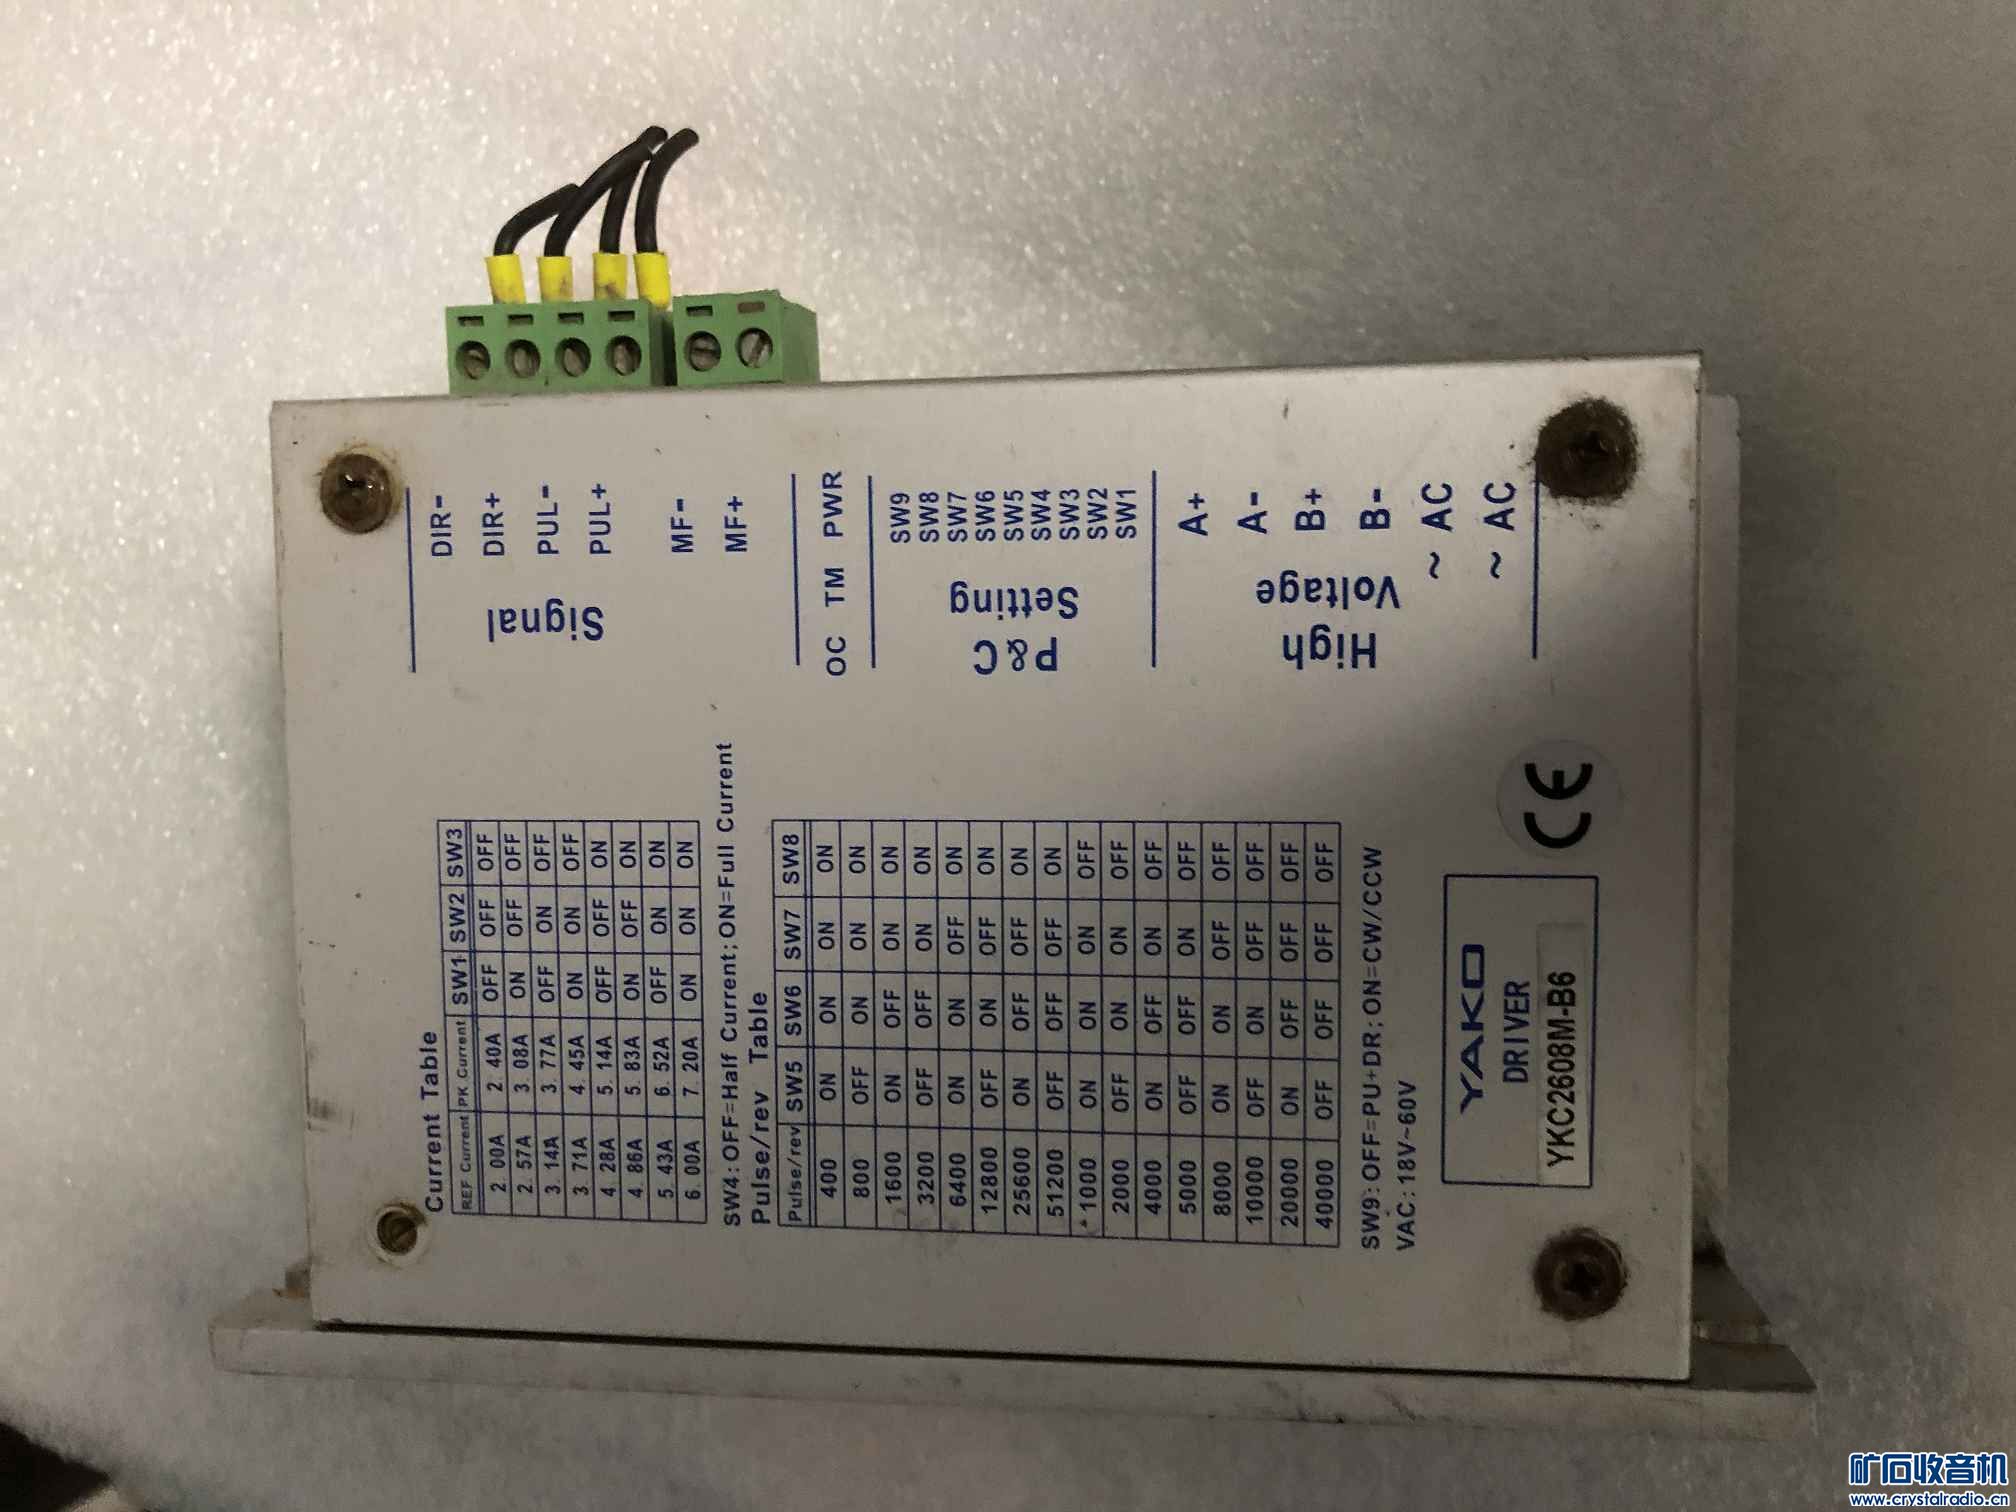 Current Table
REF Current PK Current SW1 SW2 SW3
2.00A 2.40A OFF OFF OFF
2.57A 3.08A ON OFF OFF
3.14A 3.77A OFF ON OFF
3.71A 4.45A ON ON OFF
4.28A 5.14A OFF OFF ON
4.86A 5.83A ON OFF ON
5.43A 6.52A OFF ON ON
6.00A 7.20A ON ON ON
SW4:OFF=Half Current;ON=Full Current
Pulse/rev Table
Pulse/rev SW5 SW6 SW7 SW8
400 ON ON ON ON
800 OFF ON ON ON
1600 ON OFF ON ON
3200 OFF OFF ON ON
6400 ON ON OFF ON
12800 OFF ON OFF ON
25600 ON OFF OFF ON
51200 OFF OFF OFF ON
*1000 ON ON ON OFF
2000 OFF ON ON OFF
4000 ON OFF ON OFF
5000 OFF OFF ON OFF
8000 ON ON OFF OFF
10000 OFF ON OFF OFF
20000 ON OFF OFF OFF
40000 OFF OFF OFF OFF
SW9:OFF=PU+DR;ON=CW/CCW
VAC:18V~60V
YAKO
DRIVER
YKC2608M-B6
CE
Signal
DIR-
DIR+
PUL-
PUL+
MF-
MF+
OC TM PWR
P&C
Setting
SW9
SW8
SW7
SW6
SW5
SW4
SW3
SW2
SW1
High
Voltage
A+
A-
B+
B-
~ AC
~ AC
矿石收音机
www.crystalradio.cn